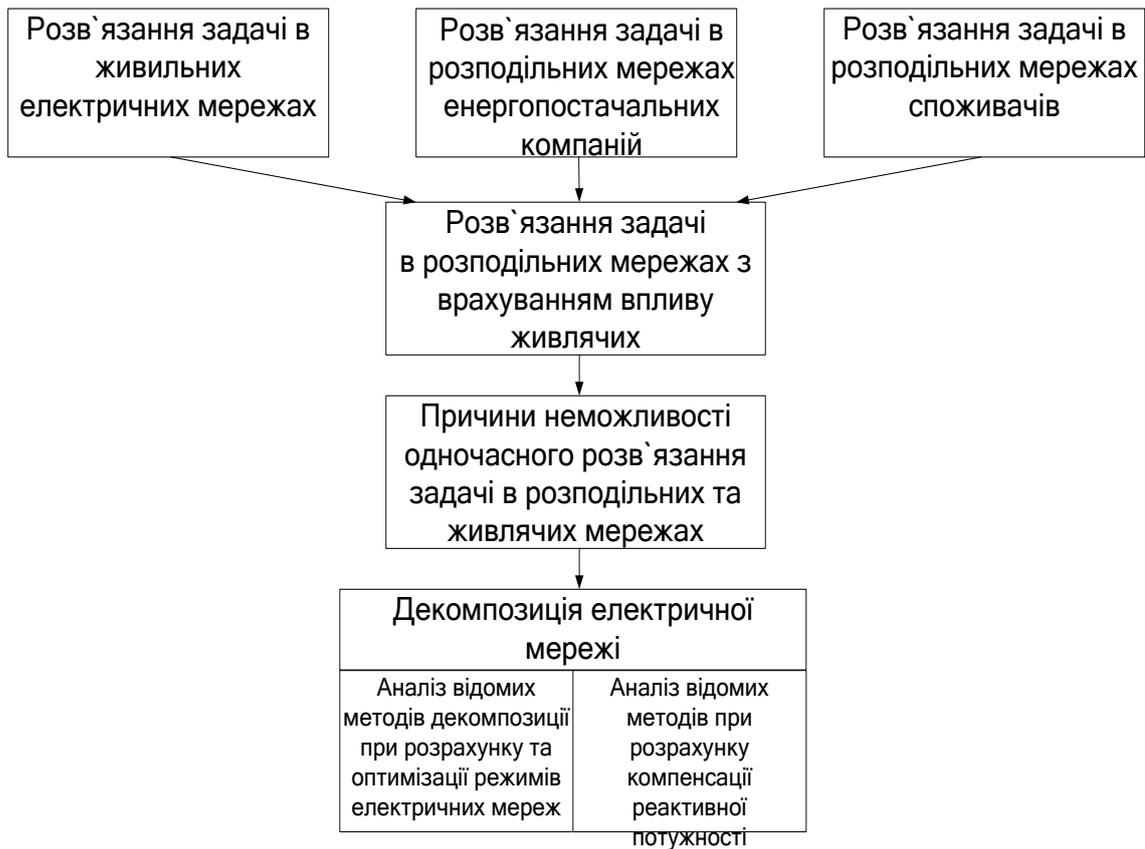 Розв`язання задачі в
живильних
електричних мережах
Розв`язання задачі в
розподільних мережах
енергопостачальних
компаній
Розв`язання задачі в
розподільних мережах
споживачів
Розв`язання задачі
в розподільних мережах з
врахуванням впливу
живлячих
Причини неможливості
одночасного розв`язання
задачі в розподільних та
живлячих мережах
Декомпозиція електричної
мережі
Аналіз відомих
методів декомпозиції
при розрахунку та
оптимізації режимів
електричних мереж
Аналіз відомих
методів при
розрахунку
компенсації
реактивної
потужності